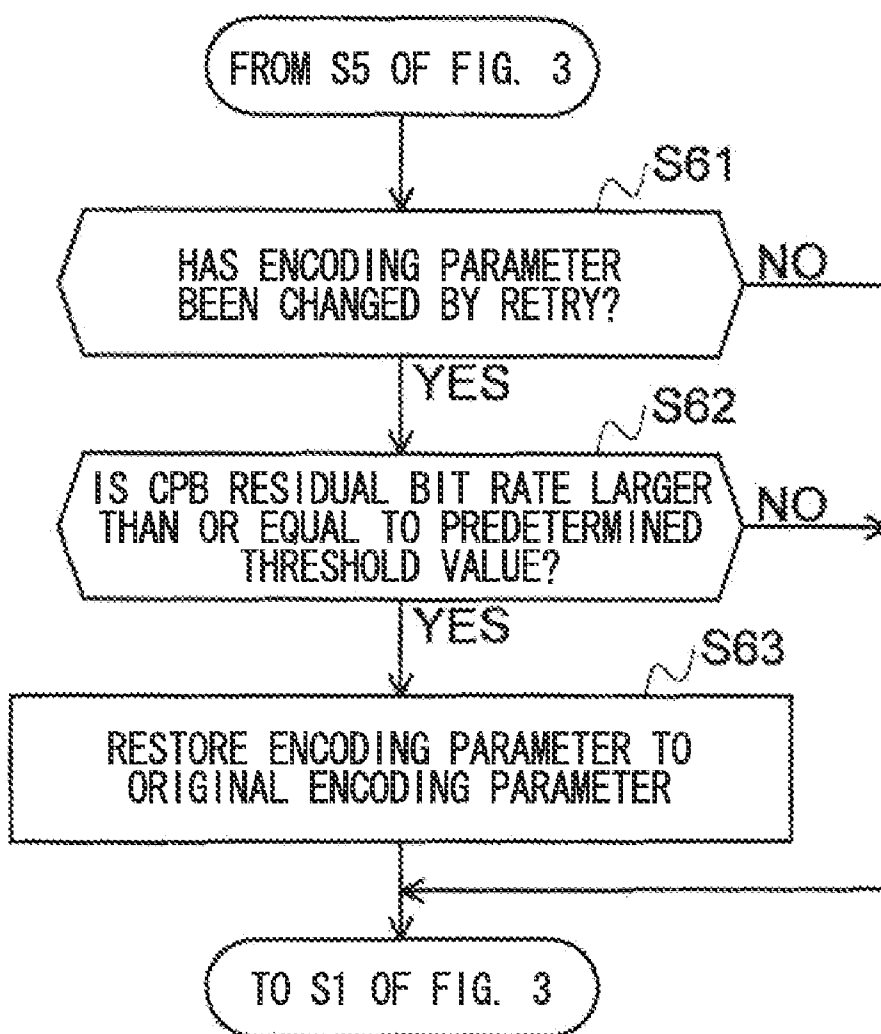 FROM S5 OF FIG. 3
S61
HAS ENCODING PARAMETER
BEEN CHANGED BY RETRY?
NO
YES
S62
IS CPB RESIDUAL BIT RATE LARGER
THAN OR EQUAL TO PREDETERMINED
THRESHOLD VALUE?
NO
YES
S63
RESTORE ENCODING PARAMETER TO
ORIGINAL ENCODING PARAMETER
TO S1 OF FIG. 3